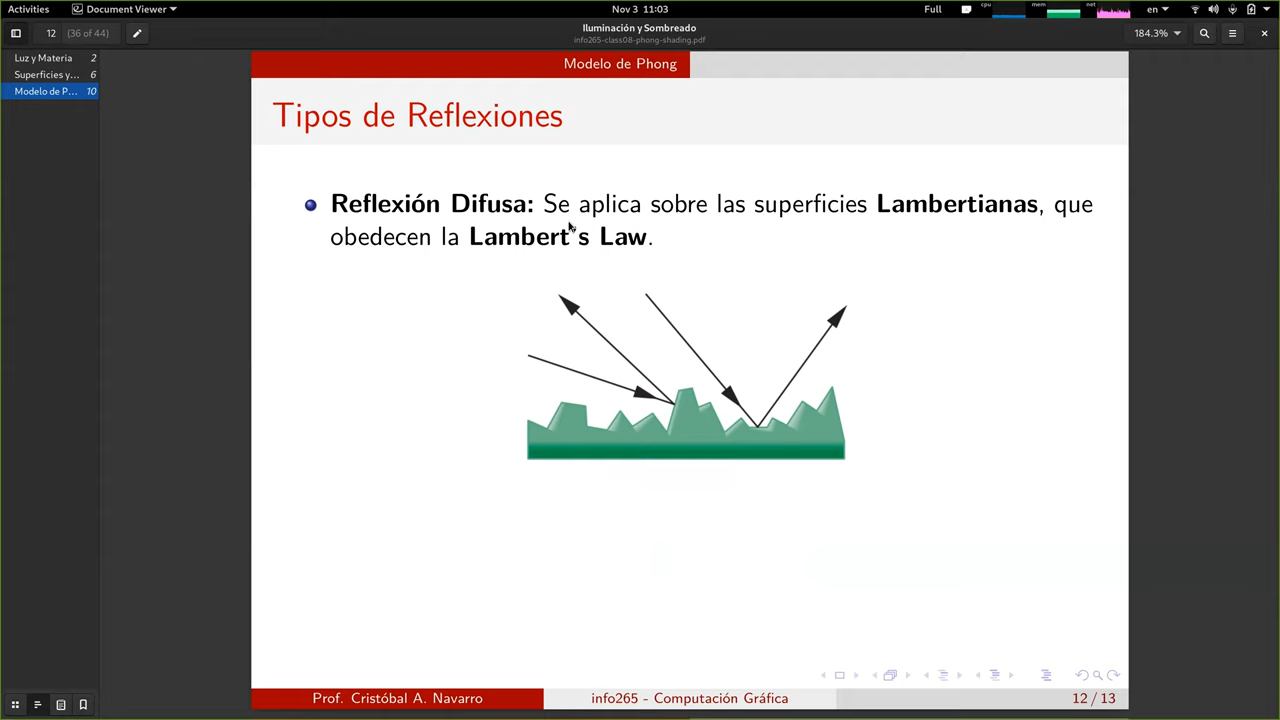 Activities Document Viewer Nov 3 11:03 Full cpu mem net en
12 (36 of 44) Iluminación y Sombreado 184.3%
info265-class08-phong-shading.pdf
Luz y Materia 2
Superficies y... 6
Modelo de P... 10
Modelo de Phong
Tipos de Reflexiones
Reflexión Difusa: Se aplica sobre las superficies Lambertianas, que
obedecen la Lambert's Law.
Prof. Cristóbal A. Navarro info265 - Computación Gráfica 12 / 13